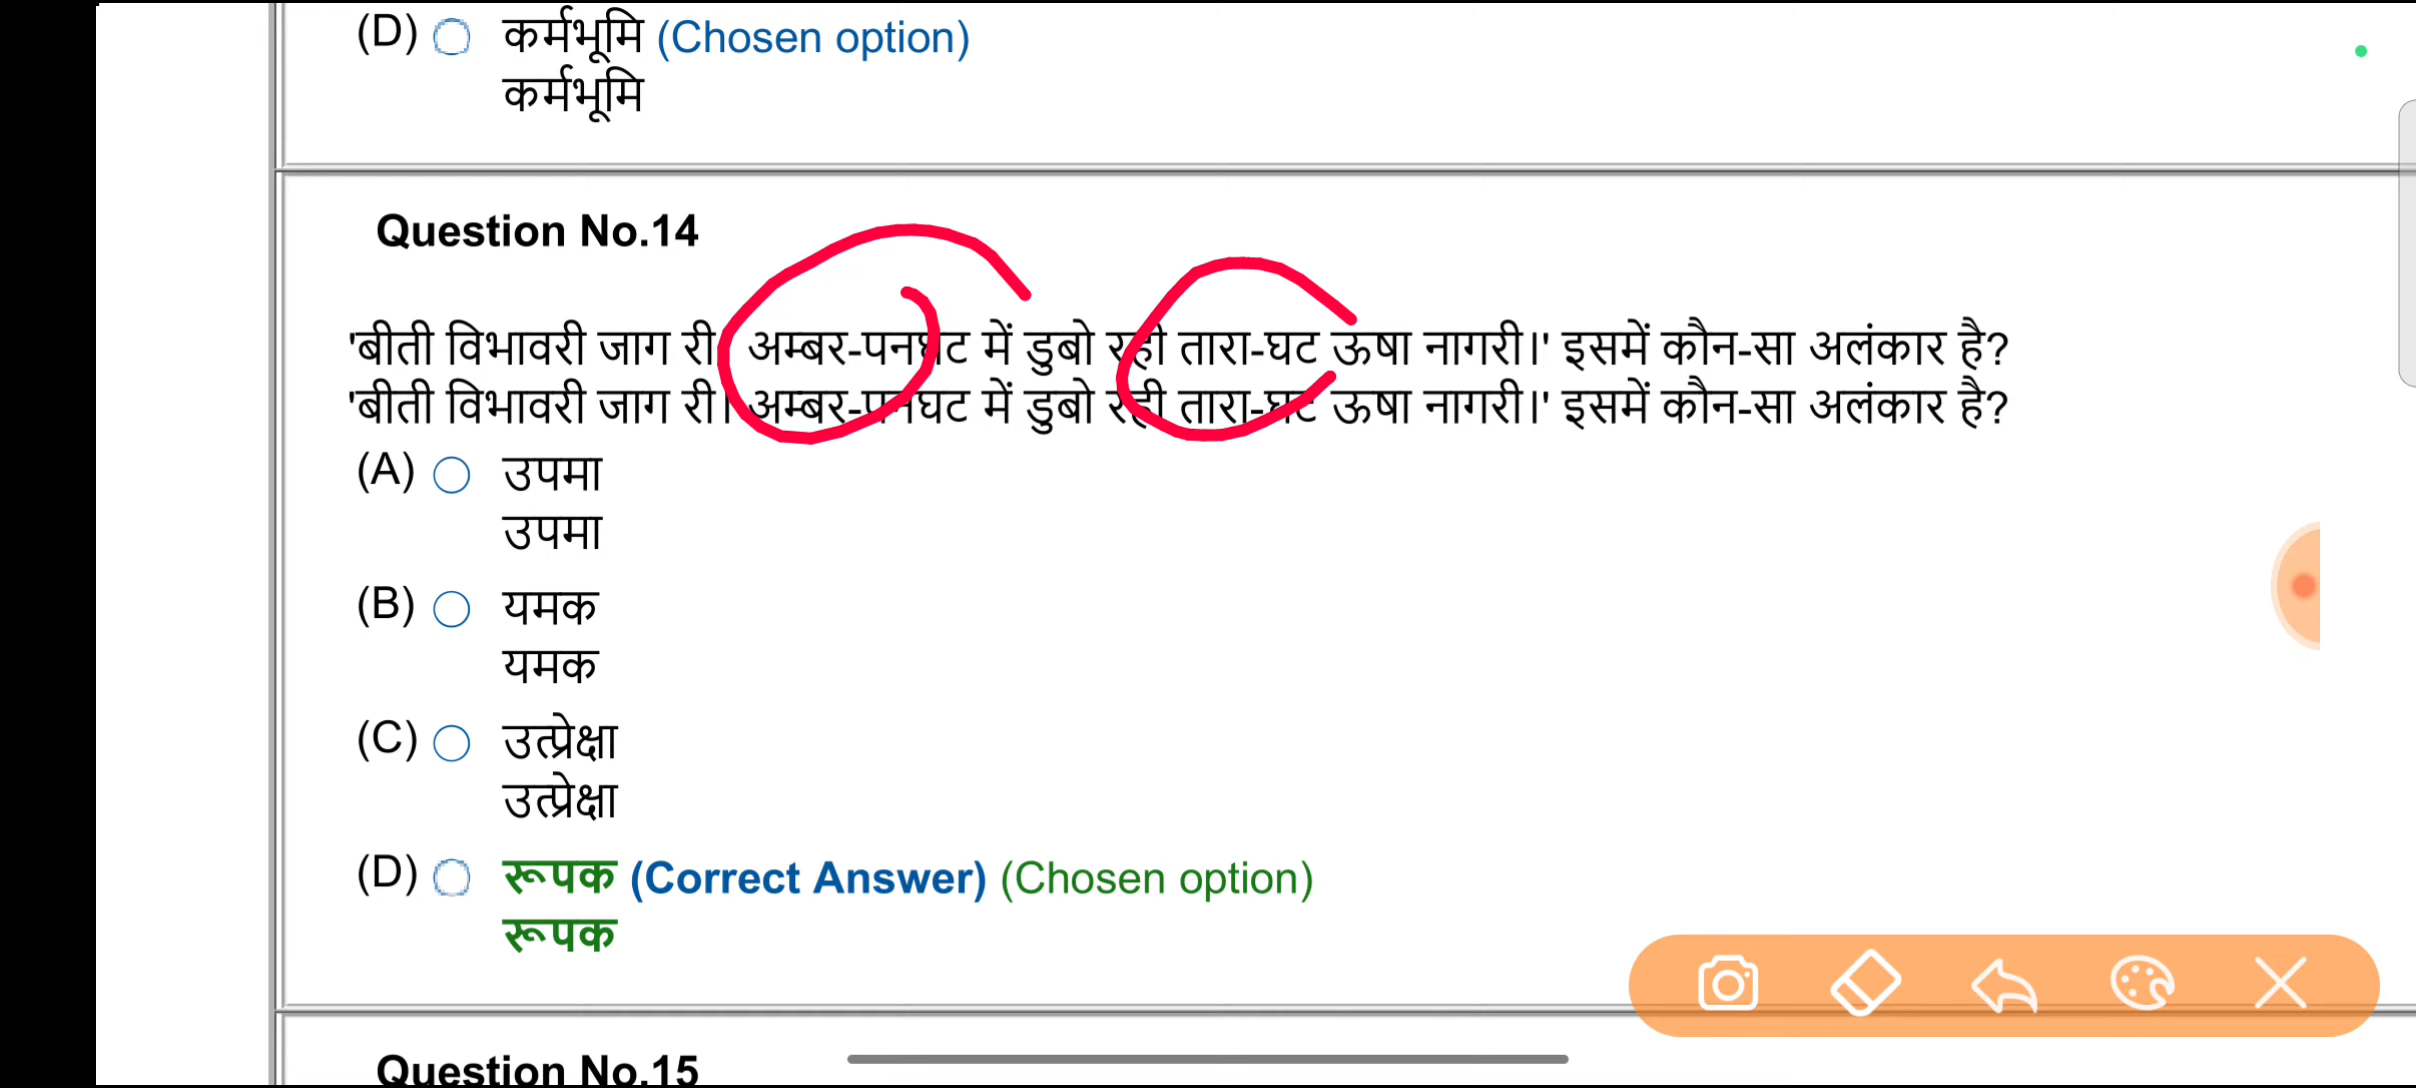 (D) कर्मभूमि (Chosen option)
कर्मभूमि
Question No.14
'बीती विभावरी जाग री। अम्बर-पनघट में डुबो रही तारा-घट ऊषा नागरी।' इसमें कौन-सा अलंकार है?
'बीती विभावरी जाग री। अम्बर-पनघट में डुबो रही तारा-घट ऊषा नागरी।' इसमें कौन-सा अलंकार है?
(A) उपमा
उपमा
(B) यमक
यमक
(C) उत्प्रेक्षा
उत्प्रेक्षा
(D) रूपक (Correct Answer) (Chosen option)
रूपक
Question No.15